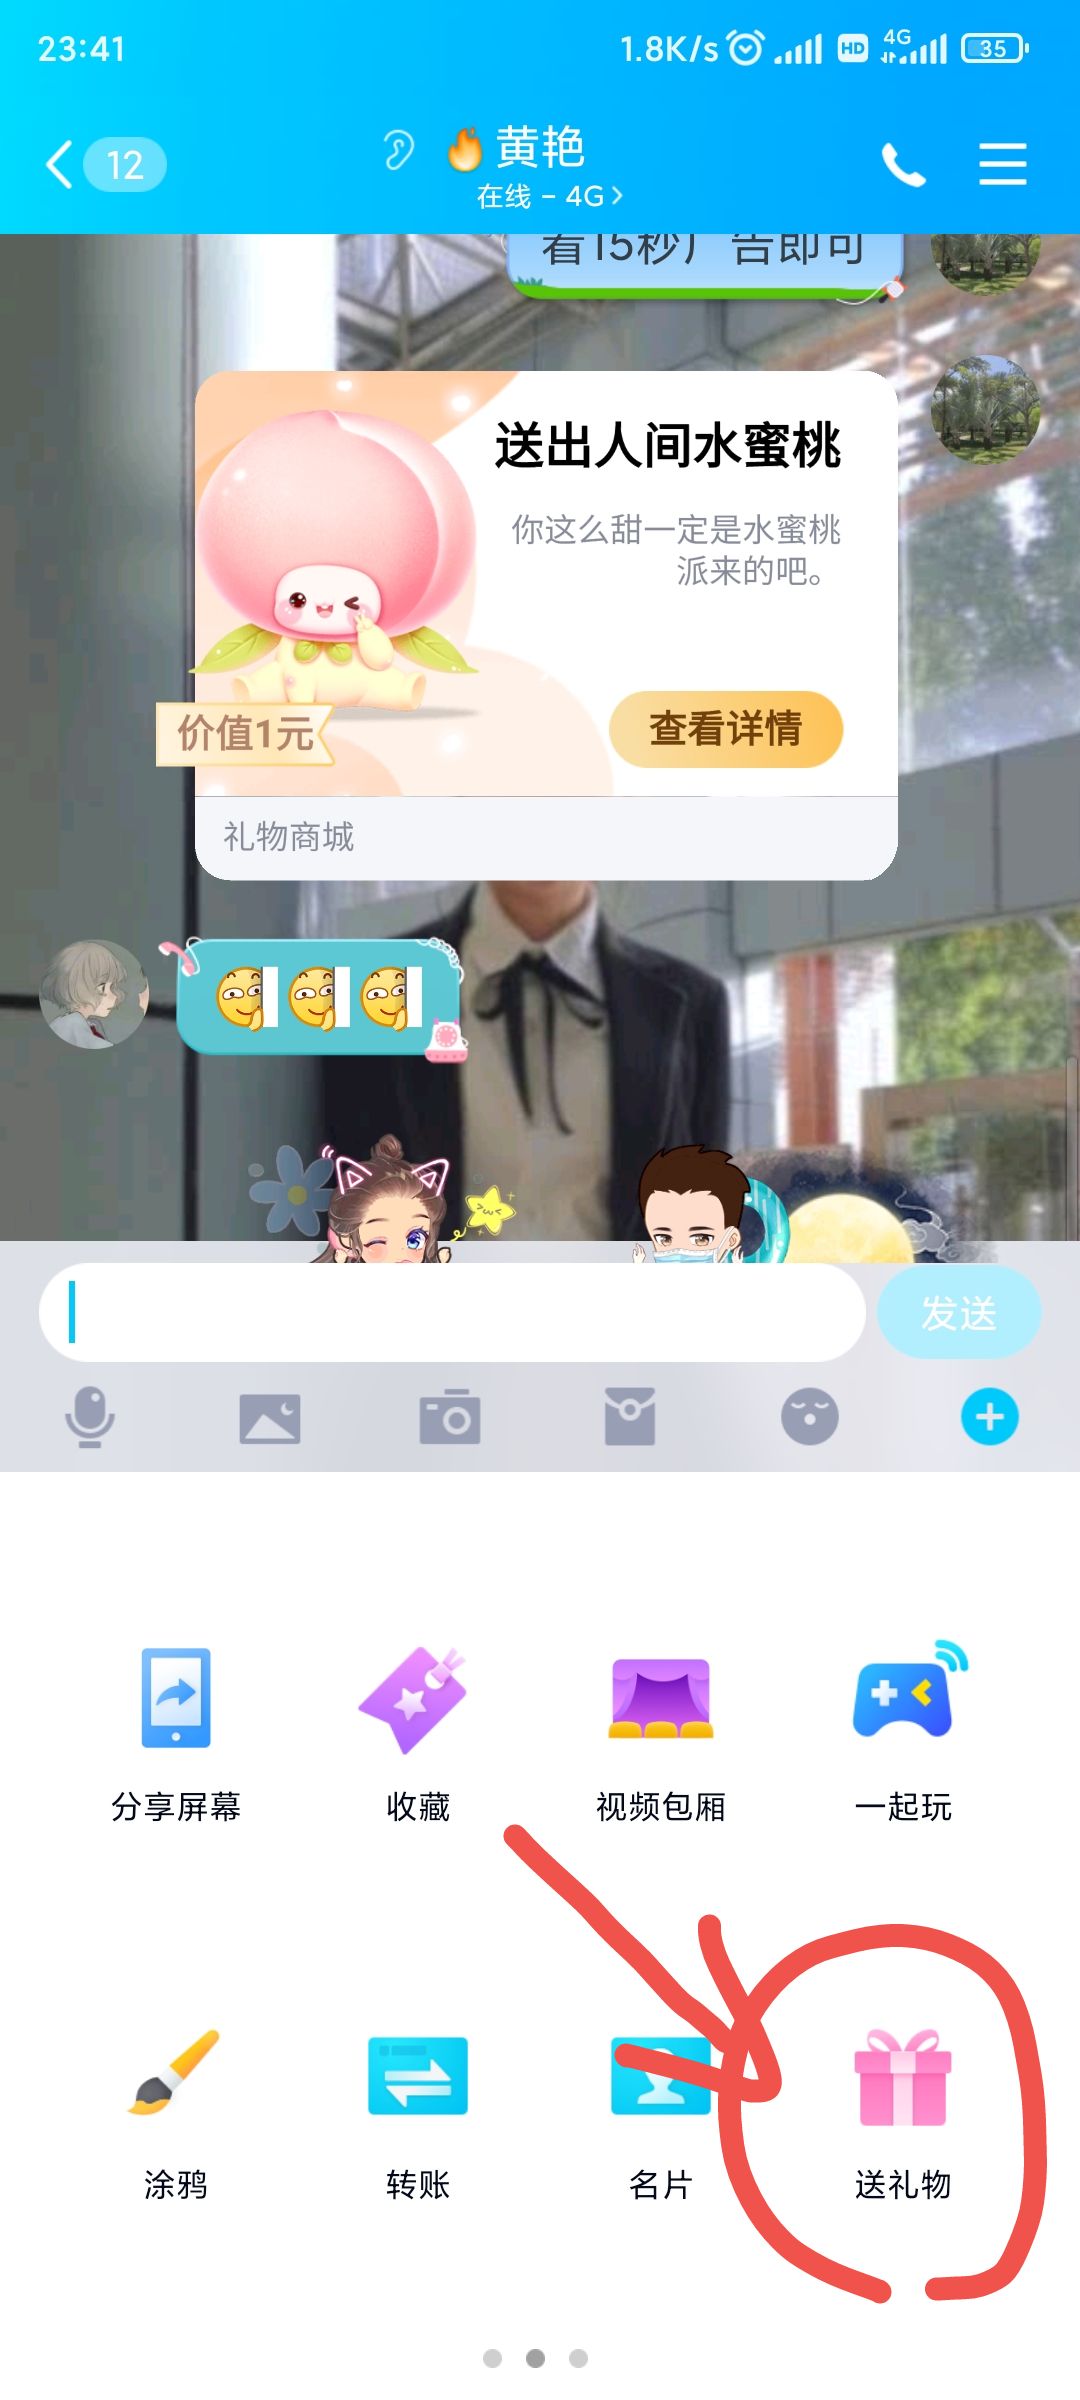 23:41
1.8K/s
HD
4G
35
12
黄艳
在线 - 4G
看15秒广告即可
送出人间水蜜桃
你这么甜一定是水蜜桃
派来的吧。
价值1元
查看详情
礼物商城
发送
分享屏幕
收藏
视频包厢
一起玩
涂鸦
转账
名片
送礼物